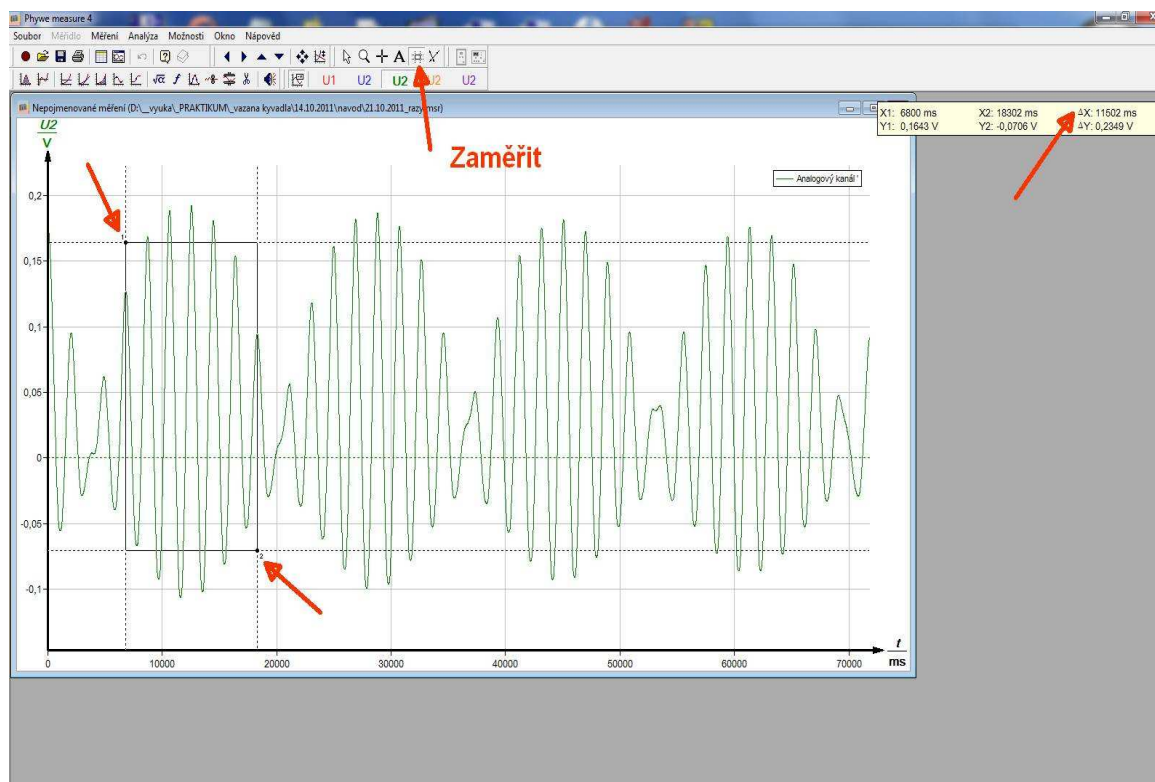 Phywe measure 4
Soubor Měřidlo Měření Analýza Možnosti Okno Nápověd
U1 U2 U2 U2 U2
Nepojmenované měření (D:\__vyuka\_PRAKTIKUM\_vazana kyvadla\14.10.2011\navod\21.10.2011_razy.msr)
X1: 6800 ms X2: 18302 ms ΔX: 11502 ms
Y1: 0,1643 V Y2: -0,0706 V ΔY: 0,2349 V
Zaměřit
U2
V
Analogový kanál '
0,2
0,15
0,1
0,05
0
-0,05
-0,1
1
2
0 10000 20000 30000 40000 50000 60000 70000
t
ms